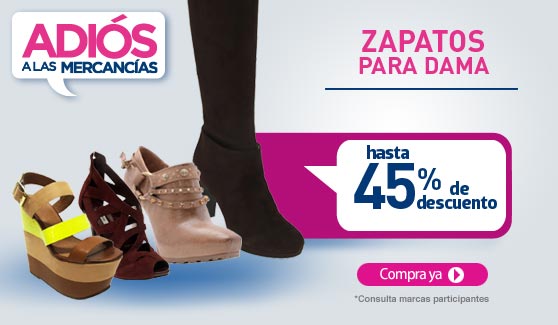 ADIÓS
A LAS MERCANCÍAS
ZAPATOS
PARA DAMA
hasta
45% de
descuento
Compra ya
*Consulta marcas participantes